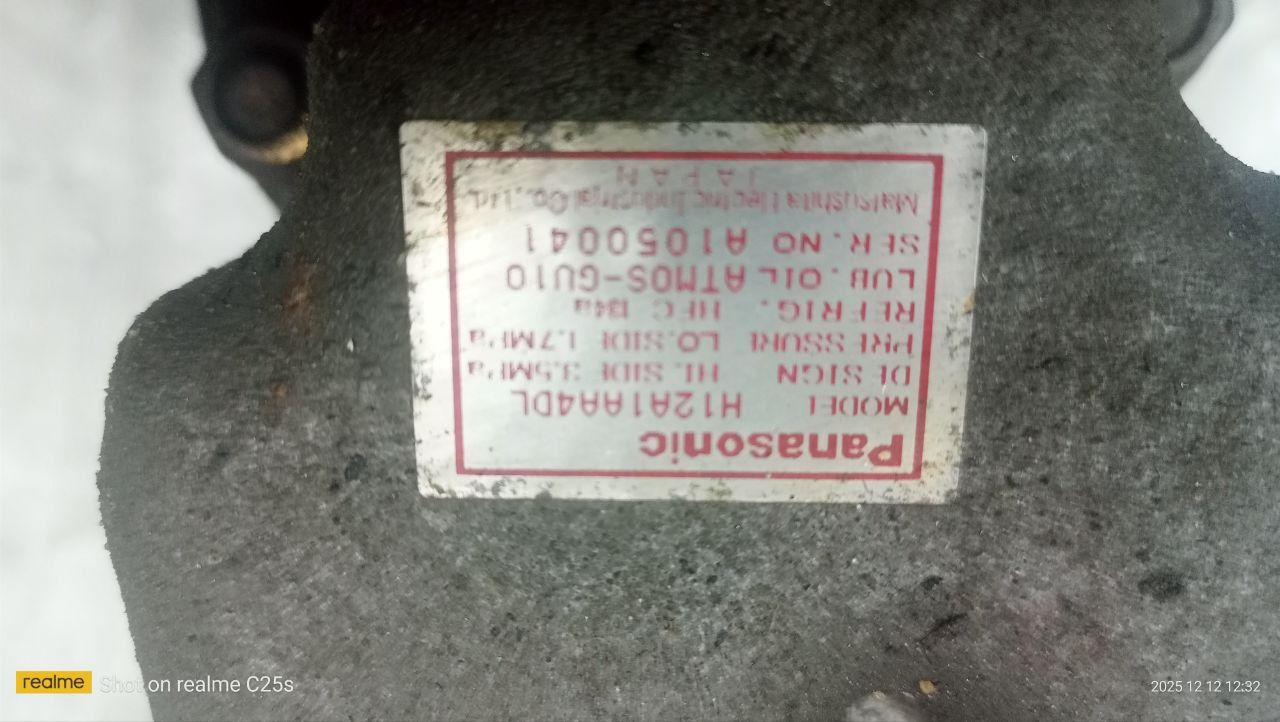 Panasonic
MODEL H12A1AA4DL
DESIGN HI.SIDE 3.5MPa
PRESSURE LO.SIDE 1.7MPa
REFRIG. HFC 134a
LUB.OIL ATMOS-GU10
SER.NO A1050041
Matsushita Electric Industrial Co., Ltd.
JAPAN
realme Shot on realme C25s
2025 12 12 12:32